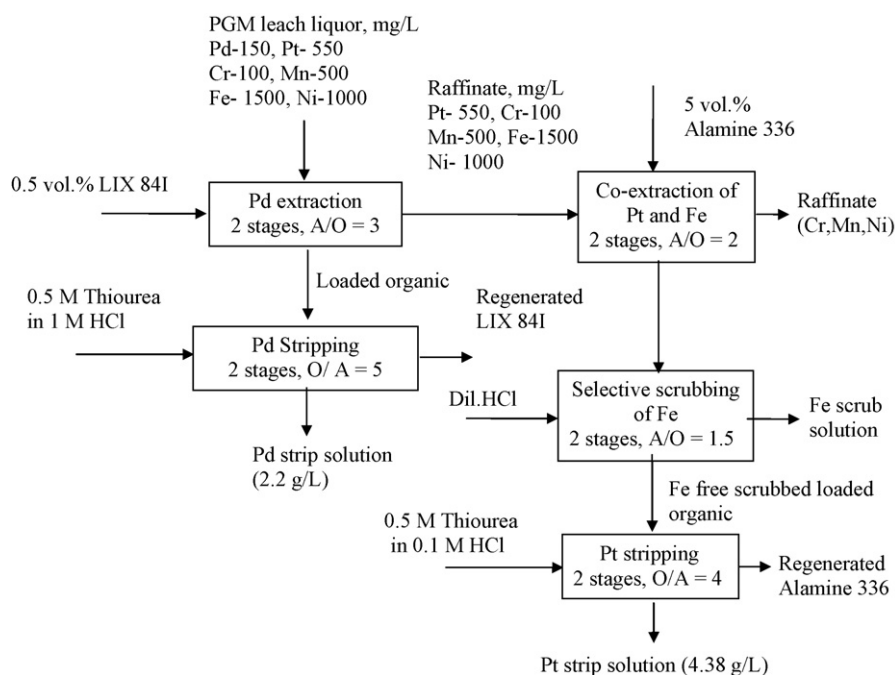 PGM leach liquor, mg/L
Pd-150, Pt- 550
Cr-100, Mn-500
Fe- 1500, Ni-1000
Raffinate, mg/L
Pt- 550, Cr-100
Mn-500, Fe-1500
Ni- 1000
5 vol.%
Alamine 336
0.5 vol.% LIX 84I
Pd extraction
2 stages, A/O = 3
Co-extraction of
Pt and Fe
2 stages, A/O = 2
Raffinate
(Cr,Mn,Ni)
Loaded organic
0.5 M Thiourea
in 1 M HCl
Pd Stripping
2 stages, O/ A = 5
Regenerated
LIX 84I
Pd strip solution
(2.2 g/L)
Dil.HCl
Selective scrubbing
of Fe
2 stages, A/O = 1.5
Fe scrub
solution
Fe free scrubbed loaded
organic
0.5 M Thiourea
in 0.1 M HCl
Pt stripping
2 stages, O/A = 4
Regenerated
Alamine 336
Pt strip solution (4.38 g/L)